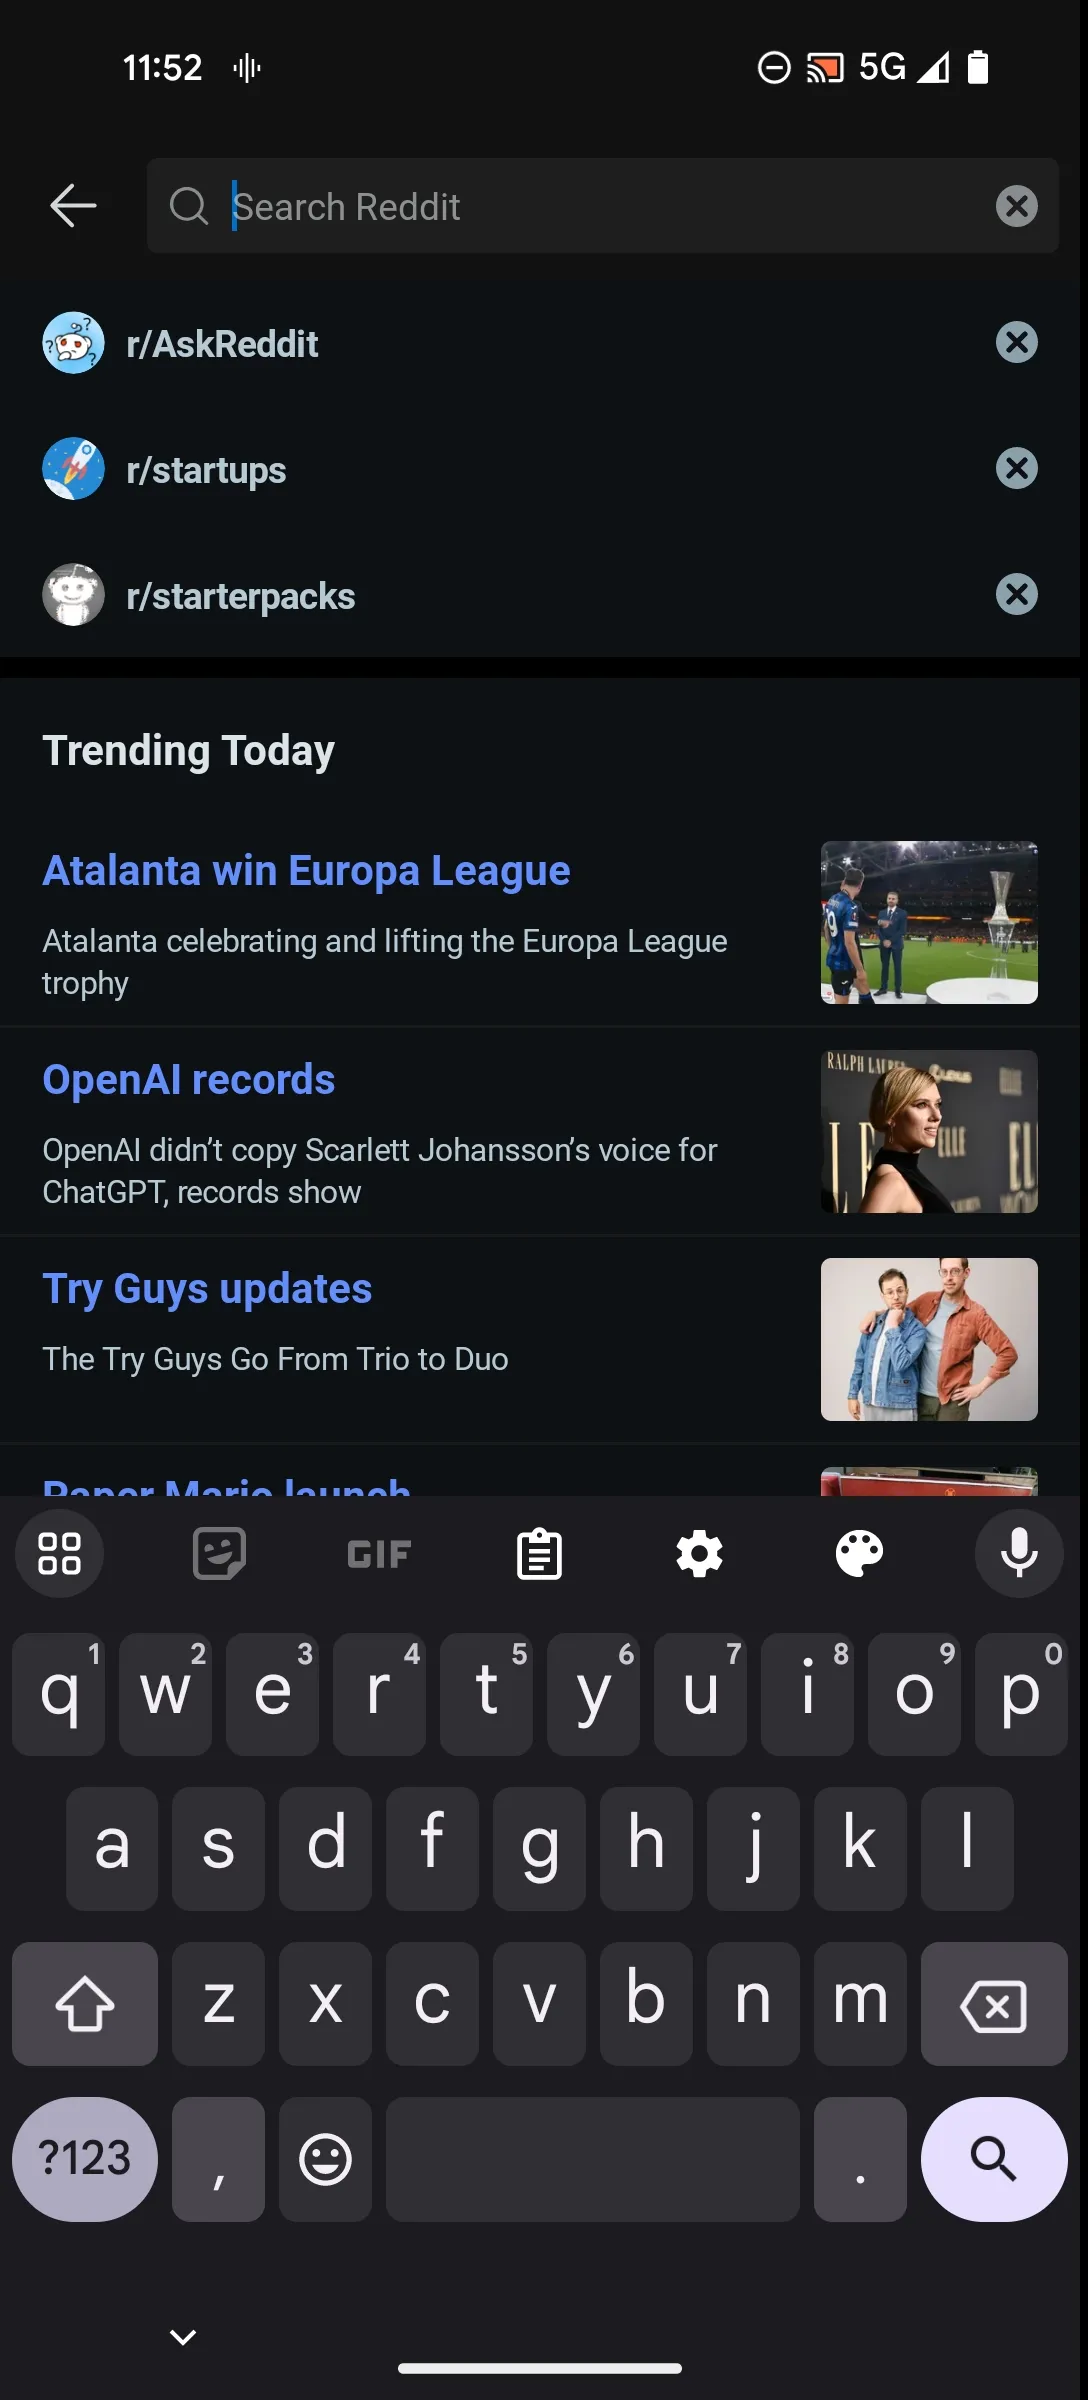 11:52
5G
Search Reddit
r/AskReddit
r/startups
r/starterpacks
Trending Today
Atalanta win Europa League
Atalanta celebrating and lifting the Europa League
trophy
OpenAI records
OpenAI didn’t copy Scarlett Johansson’s voice for
ChatGPT, records show
RALPH LAUREN
ELLE
Try Guys updates
The Try Guys Go From Trio to Duo
Paper Mario launch
GIF
q 1 w 2 e 3 r 4 t 5 y 6 u 7 i 8 o 9 p 0
a s d f g h j k l
z x c v b n m
?123 , .